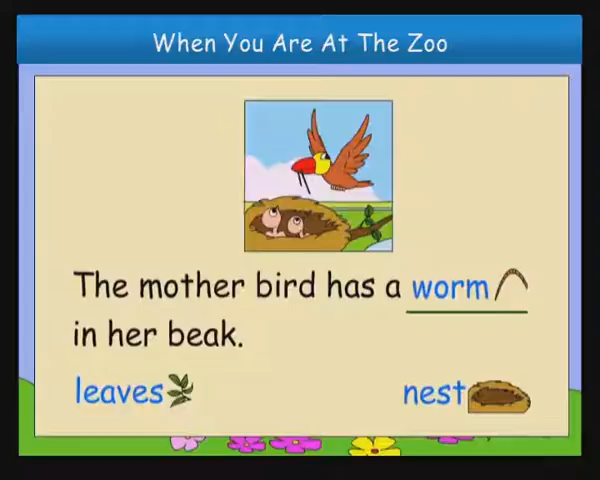 When You Are At The Zoo
The mother bird has a worm
in her beak.
leaves nest